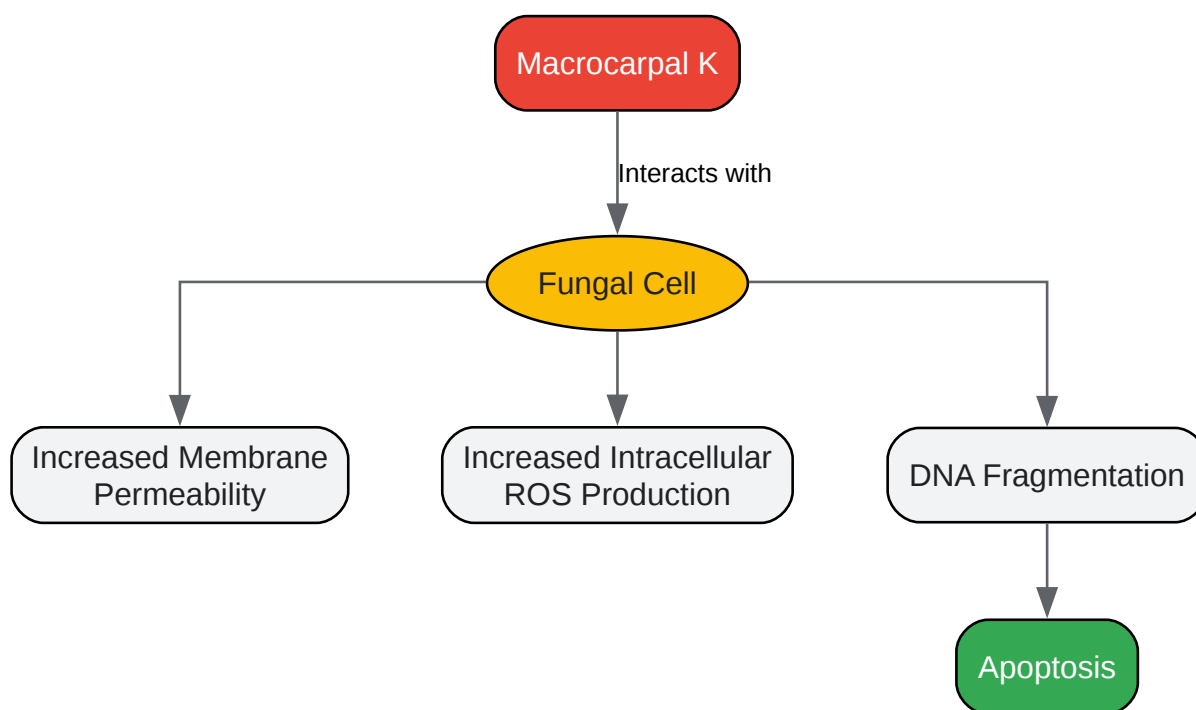 Macrocarpal K
Interacts with
Fungal Cell
Increased Membrane
Permeability
Increased Intracellular
ROS Production
DNA Fragmentation
Apoptosis